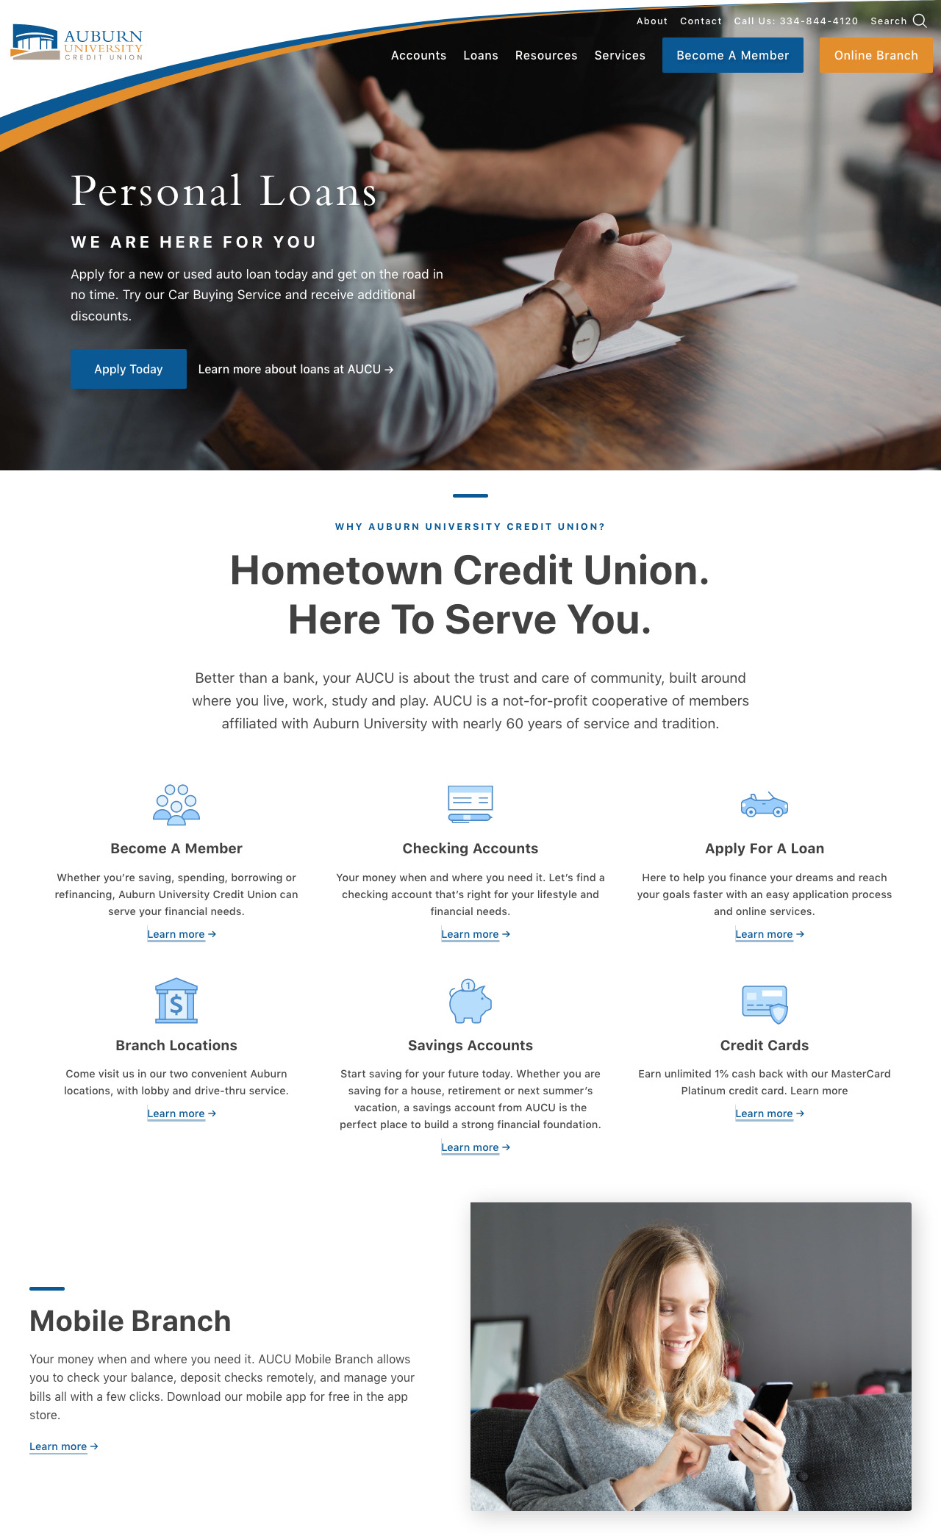 About Contact Call Us: 334-844-4120 Search
AUBURN
UNIVERSITY
CREDIT UNION
Accounts Loans Resources Services Become A Member Online Branch
Personal Loans
WE ARE HERE FOR YOU
Apply for a new or used auto loan today and get on the road in
no time. Try our Car Buying Service and receive additional
discounts.
Apply Today Learn more about loans at AUCU →
WHY AUBURN UNIVERSITY CREDIT UNION?
Hometown Credit Union.
Here To Serve You.
Better than a bank, your AUCU is about the trust and care of community, built around
where you live, work, study and play. AUCU is a not-for-profit cooperative of members
affiliated with Auburn University with nearly 60 years of service and tradition.
Become A Member
Whether you're saving, spending, borrowing or
refinancing, Auburn University Credit Union can
serve your financial needs.
Learn more →
Checking Accounts
Your money when and where you need it. Let's find a
checking account that's right for your lifestyle and
financial needs.
Learn more →
Apply For A Loan
Here to help you finance your dreams and reach
your goals faster with an easy application process
and online services.
Learn more →
$
Branch Locations
Come visit us in our two convenient Auburn
locations, with lobby and drive-thru service.
Learn more →
1
Savings Accounts
Start saving for your future today. Whether you are
saving for a house, retirement or next summer's
vacation, a savings account from AUCU is the
perfect place to build a strong financial foundation.
Learn more →
Credit Cards
Earn unlimited 1% cash back with our MasterCard
Platinum credit card. Learn more
Learn more →
Mobile Branch
Your money when and where you need it. AUCU Mobile Branch allows
you to check your balance, deposit checks remotely, and manage your
bills all with a few clicks. Download our mobile app for free in the app
store.
Learn more →